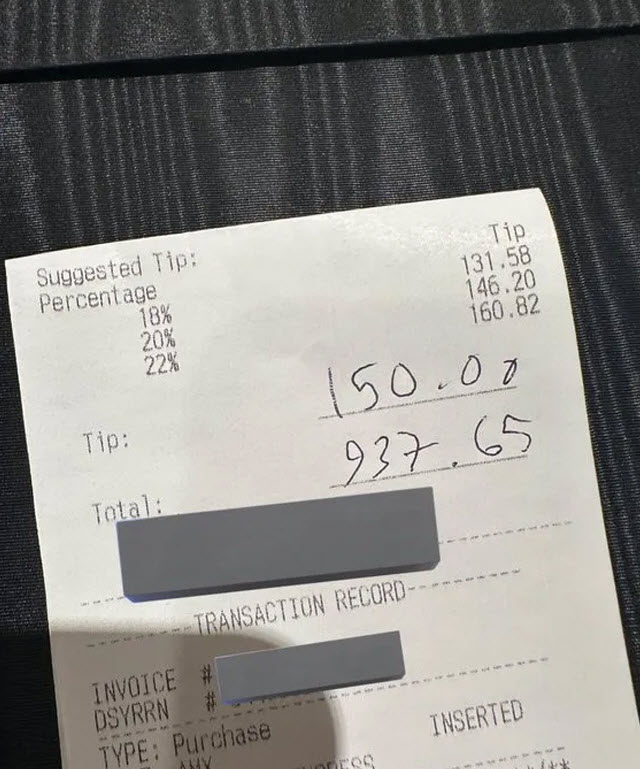 Suggested Tip:
Percentage Tip
18% 131.58
20% 146.20
22% 160.82
Tip: 150.00
Total: 937.65
TRANSACTION RECORD
INVOICE #
DSYRRN #
TYPE: Purchase INSERTED